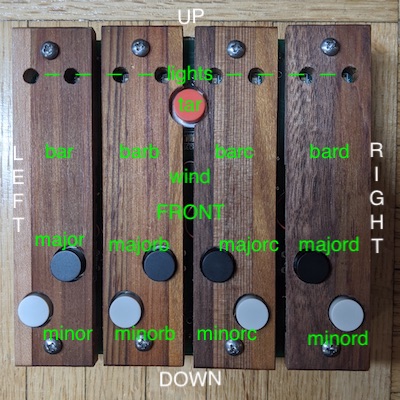 UP
lights
tar
bar barb barc bard
LEFT
RIGHT
wind
FRONT
major majorb majorc majord
minor minorb minorc minord
DOWN